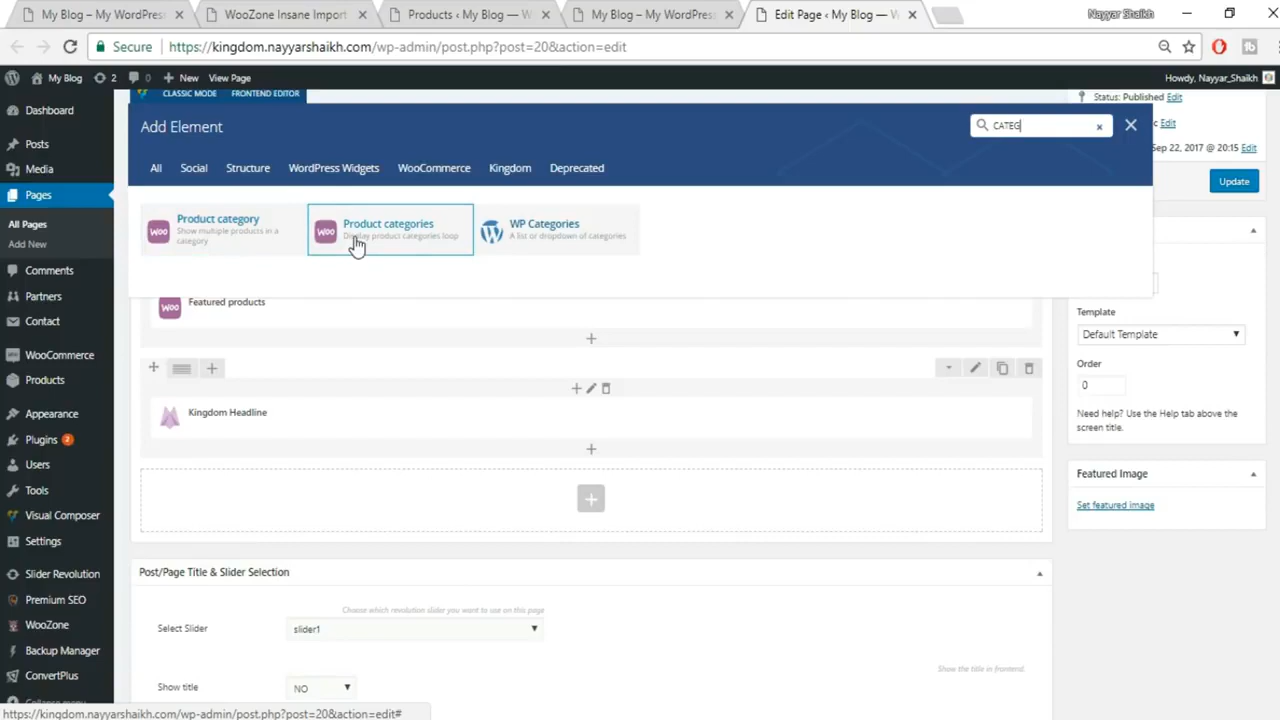 My Blog – My WordPress
WooZone Insane Import
Products ‹ My Blog — W
My Blog – My WordPress
Edit Page ‹ My Blog — W
Nayyar Shaikh
Secure
https://kingdom.nayyarshaikh.com/wp-admin/post.php?post=20&action=edit
My Blog
2
0
New
View Page
Howdy, Nayyar_Shaikh
CLASSIC MODE
FRONTEND EDITOR
Status: Published Edit
Add Element
CATEG
Edit
All
Social
Structure
WordPress Widgets
WooCommerce
Kingdom
Deprecated
Sep 22, 2017 @ 20:15 Edit
Update
Dashboard
Posts
Media
Pages
All Pages
Add New
Comments
Partners
Contact
WooCommerce
Products
Appearance
Plugins 2
Users
Tools
Visual Composer
Settings
Slider Revolution
Premium SEO
WooZone
Backup Manager
ConvertPlus
Collapse menu
Woo
Product category
Show multiple products in a
category
Woo
Product categories
Display product categories loop
WP Categories
A list or dropdown of categories
Woo
Featured products
Kingdom Headline
Template
Default Template
Order
0
Need help? Use the Help tab above the
screen title.
Featured Image
Set featured image
Post/Page Title & Slider Selection
Choose which revolution slider you want to use on this page
Select Slider
slider1
Show the title in frontend.
Show title
NO
https://kingdom.nayyarshaikh.com/wp-admin/post.php?post=20&action=edit#